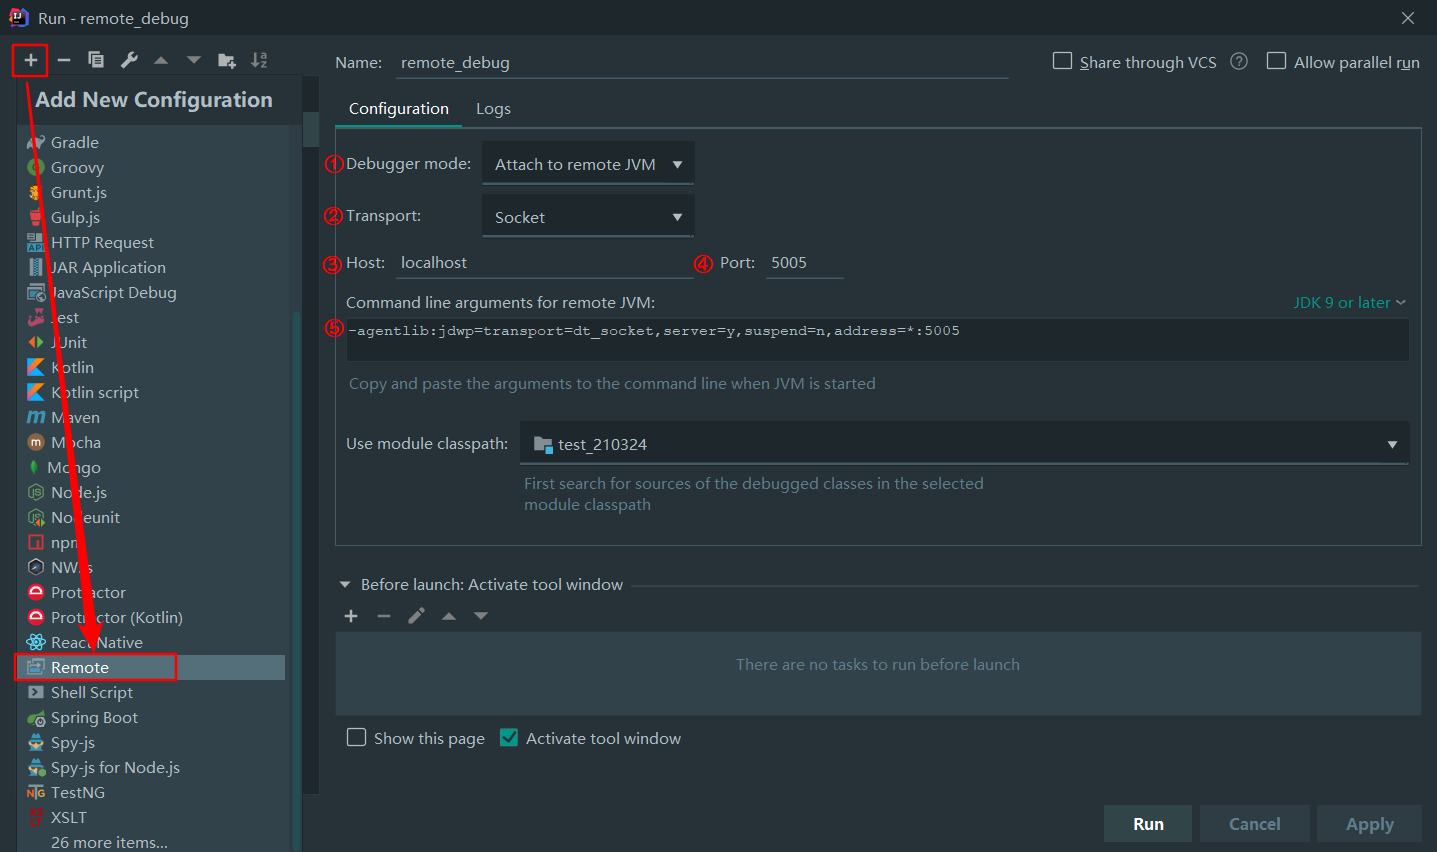 Run - remote_debug
Name: remote_debug
Share through VCS
Allow parallel run
Add New Configuration
Gradle
Groovy
Grunt.js
Gulp.js
HTTP Request
JAR Application
JavaScript Debug
Jest
JUnit
Kotlin
Kotlin script
Maven
Mocha
Mongo
Node.js
Nodeunit
npm
NW.js
Protractor
Protractor (Kotlin)
React Native
Remote
Shell Script
Spring Boot
Spy-js
Spy-js for Node.js
TestNG
XSLT
26 more items...
Configuration Logs
① Debugger mode: Attach to remote JVM
② Transport: Socket
③ Host: localhost ④ Port: 5005
Command line arguments for remote JVM: JDK 9 or later
⑤ -agentlib:jdwp=transport=dt_socket,server=y,suspend=n,address=*:5005
Copy and paste the arguments to the command line when JVM is started
Use module classpath: test_210324
First search for sources of the debugged classes in the selected
module classpath
Before launch: Activate tool window
There are no tasks to run before launch
Show this page Activate tool window
Run Cancel Apply